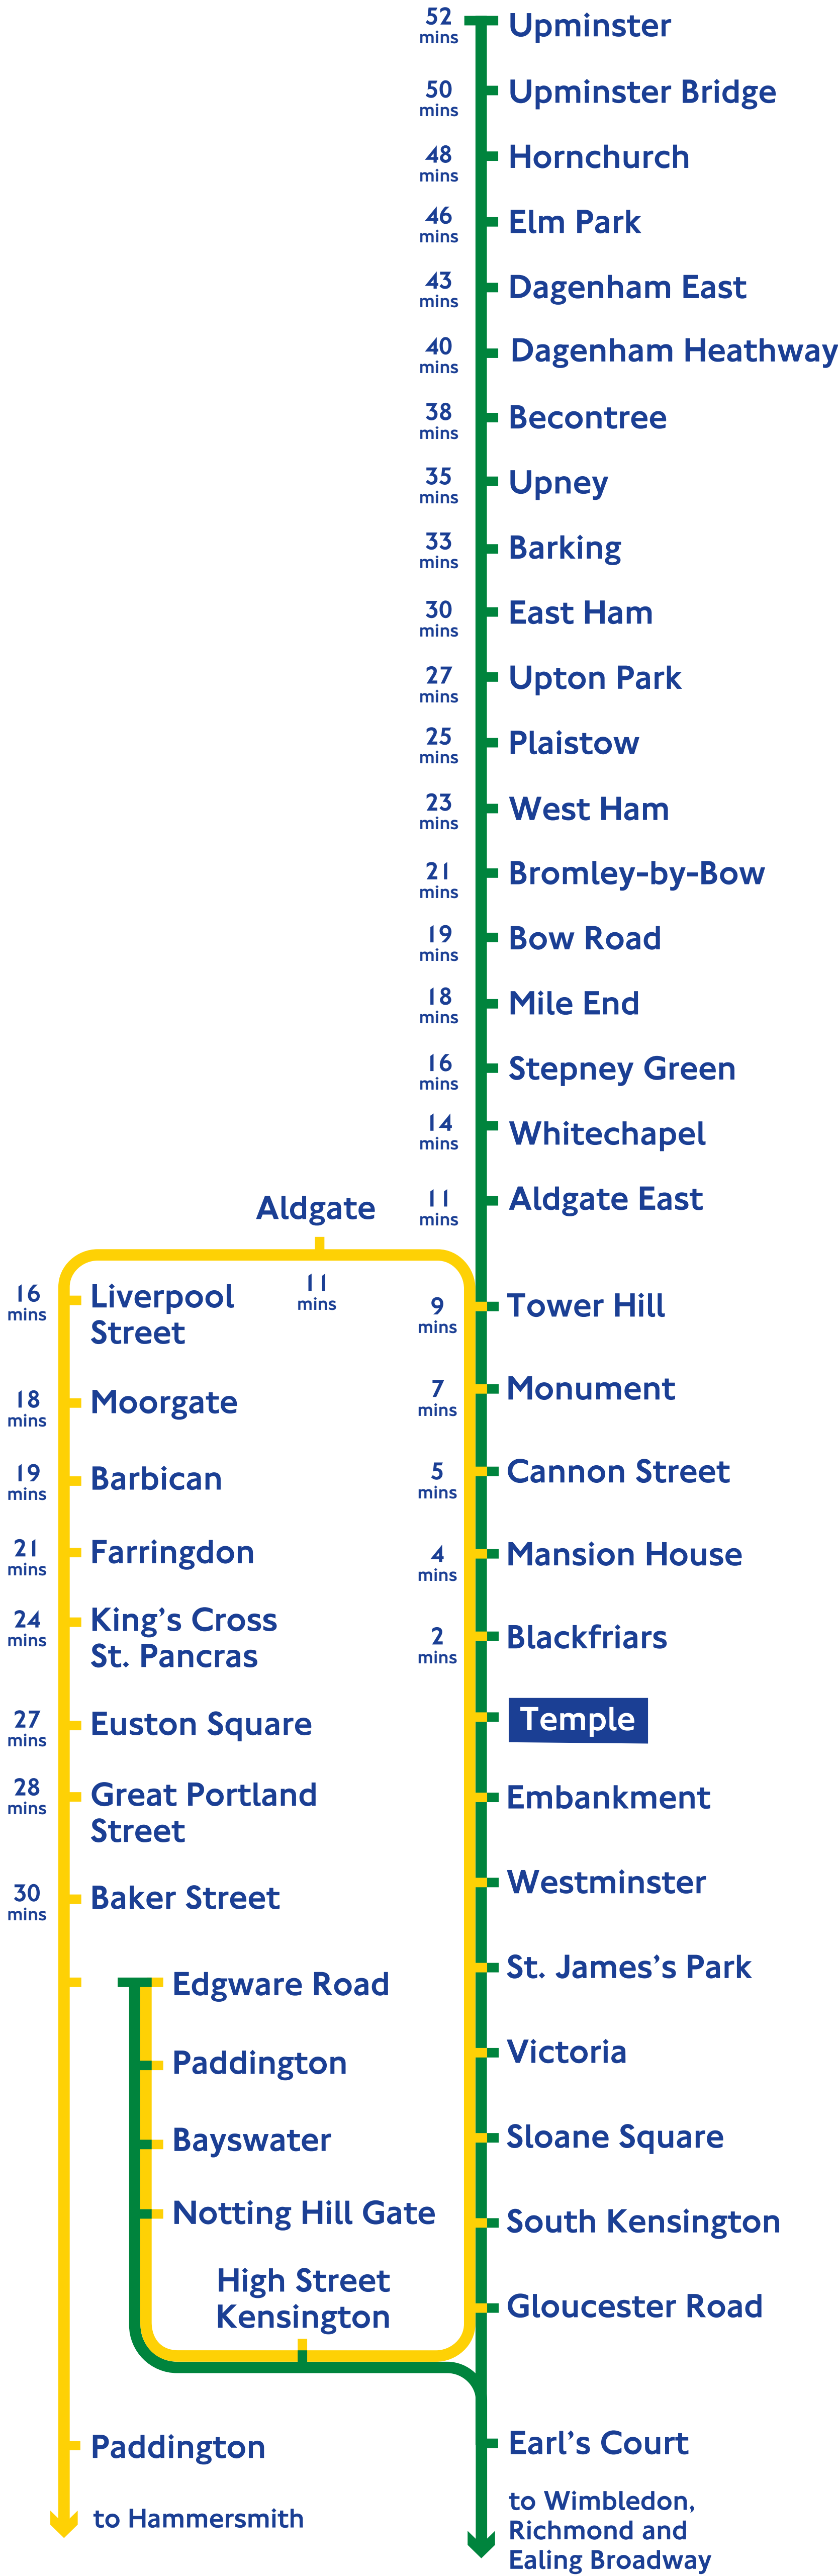 52
mins
Upminster
50
mins
Upminster Bridge
48
mins
Hornchurch
46
mins
Elm Park
43
mins
Dagenham East
40
mins
Dagenham Heathway
38
mins
Becontree
35
mins
Upney
33
mins
Barking
30
mins
East Ham
27
mins
Upton Park
25
mins
Plaistow
23
mins
West Ham
21
mins
Bromley-by-Bow
19
mins
Bow Road
18
mins
Mile End
16
mins
Stepney Green
14
mins
Whitechapel
11
mins
Aldgate East
Aldgate
11
mins
16
mins
Liverpool
Street
18
mins
Moorgate
19
mins
Barbican
21
mins
Farringdon
24
mins
King's Cross
St. Pancras
27
mins
Euston Square
28
mins
Great Portland
Street
30
mins
Baker Street
9
mins
Tower Hill
7
mins
Monument
5
mins
Cannon Street
4
mins
Mansion House
2
mins
Blackfriars
Temple
Embankment
Westminster
St. James's Park
Victoria
Sloane Square
South Kensington
Gloucester Road
Edgware Road
Paddington
Bayswater
Notting Hill Gate
High Street
Kensington
Paddington
to Hammersmith
Earl's Court
to Wimbledon,
Richmond and
Ealing Broadway